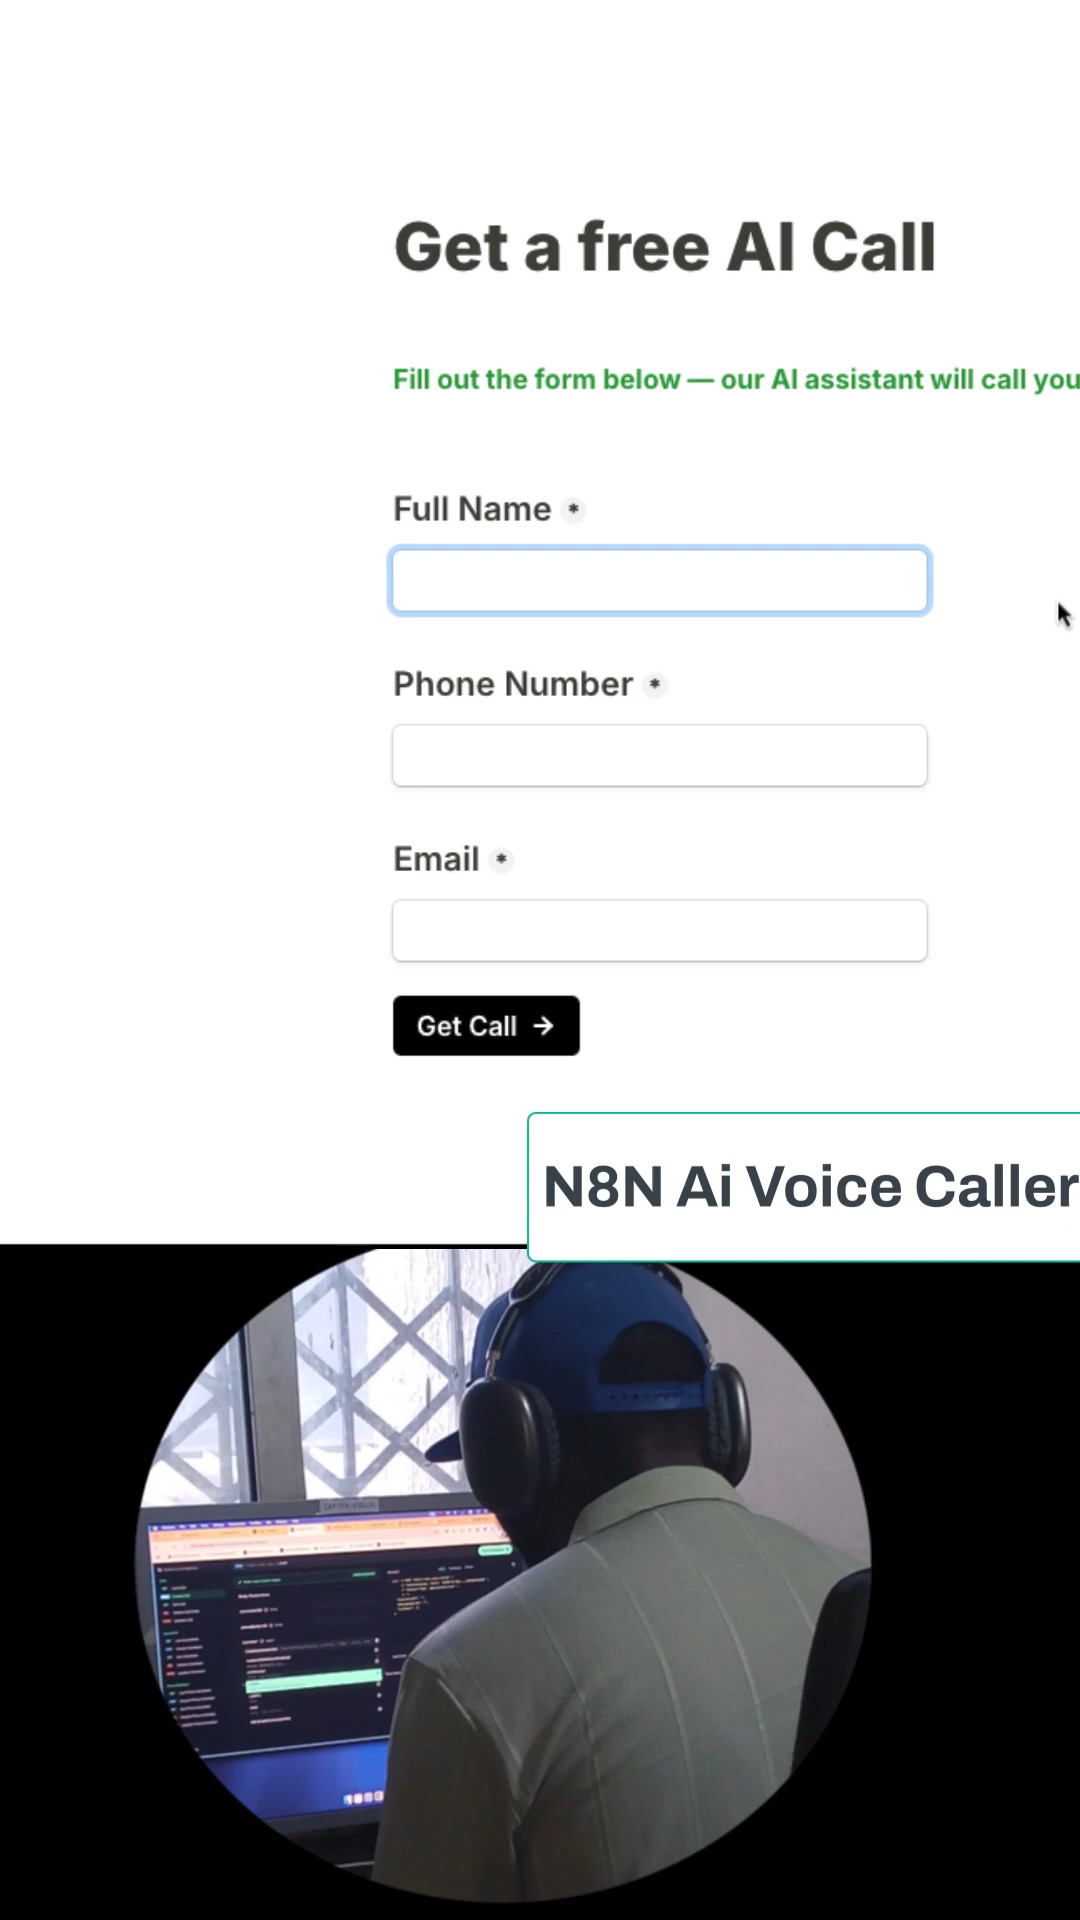 Get a free AI Call
Fill out the form below — our AI assistant will call you
Full Name *
Phone Number *
Email *
Get Call →
N8N Ai Voice Caller